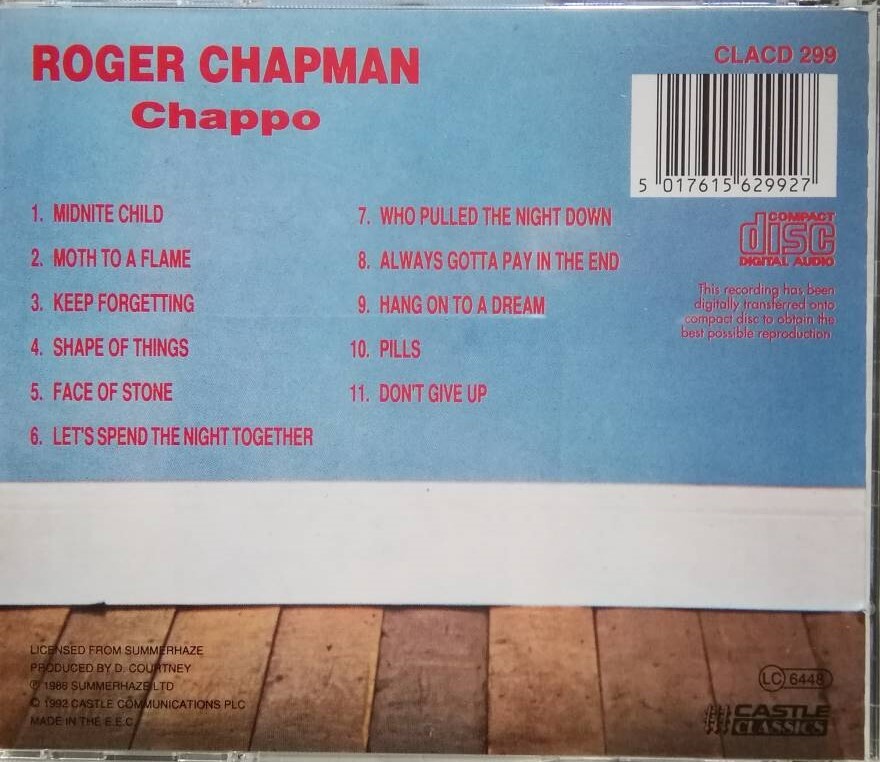 ROGER CHAPMAN
Chappo
CLACD 299
5 017615 629927
1. MIDNITE CHILD
2. MOTH TO A FLAME
3. KEEP FORGETTING
4. SHAPE OF THINGS
5. FACE OF STONE
6. LET'S SPEND THE NIGHT TOGETHER
7. WHO PULLED THE NIGHT DOWN
8. ALWAYS GOTTA PAY IN THE END
9. HANG ON TO A DREAM
10. PILLS
11. DON'T GIVE UP
COMPACT
disc
DIGITAL AUDIO
This recording has been
digitally transferred onto
compact disc to obtain the
best possible reproduction.
LICENSED FROM SUMMERHAZE
PRODUCED BY D. COURTNEY
℗ 1986 SUMMERHAZE LTD
© 1992 CASTLE COMMUNICATIONS PLC
MADE IN THE E.E.C.
LC 6448
CASTLE
CLASSICS